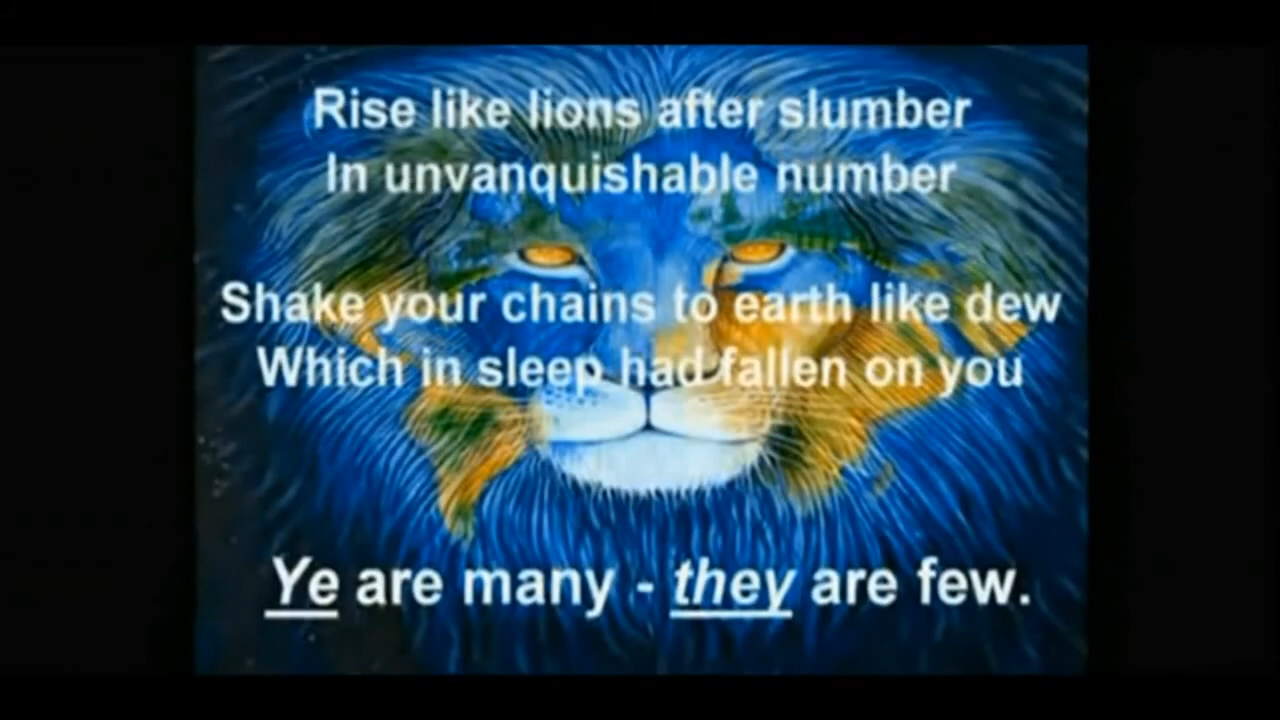 Rise like lions after slumber
In unvanquishable number
Shake your chains to earth like dew
Which in sleep had fallen on you
Ye are many - they are few.